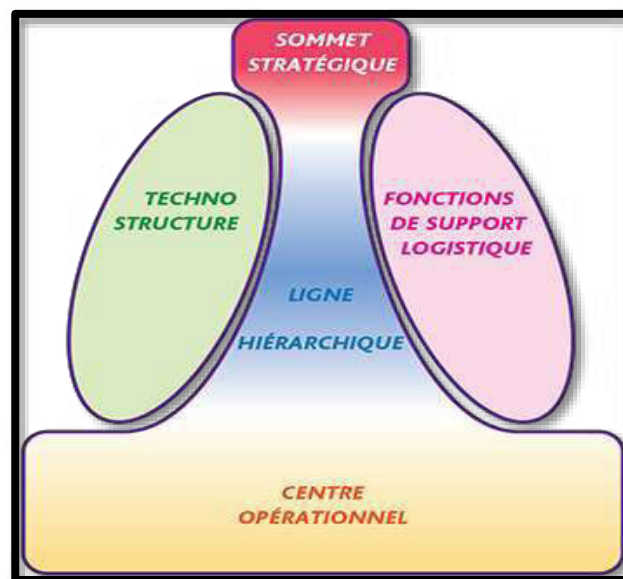 SOMMET
STRATÉGIQUE
TECHNO
STRUCTURE
FONCTIONS
DE SUPPORT
LOGISTIQUE
LIGNE
HIÉRARCHIQUE
CENTRE
OPÉRATIONNEL